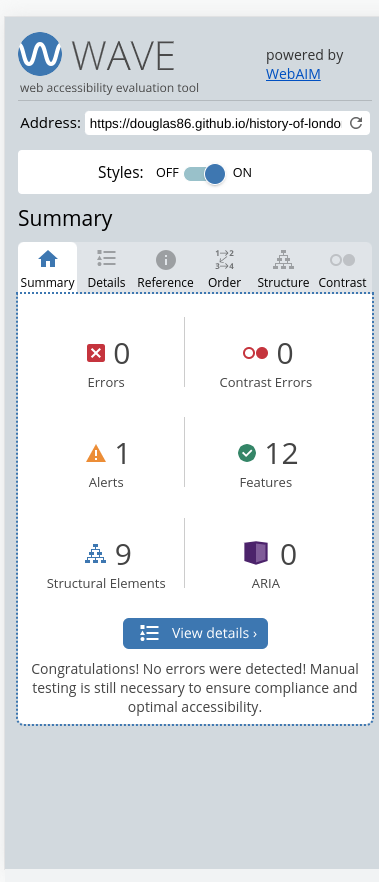 WAVE
web accessibility evaluation tool
powered by
WebAIM
Address: https://douglas86.github.io/history-of-londo
Styles: OFF ON
Summary
Summary Details Reference Order Structure Contrast
0
Errors
0
Contrast Errors
1
Alerts
12
Features
9
Structural Elements
0
ARIA
View details ›
Congratulations! No errors were detected! Manual
testing is still necessary to ensure compliance and
optimal accessibility.